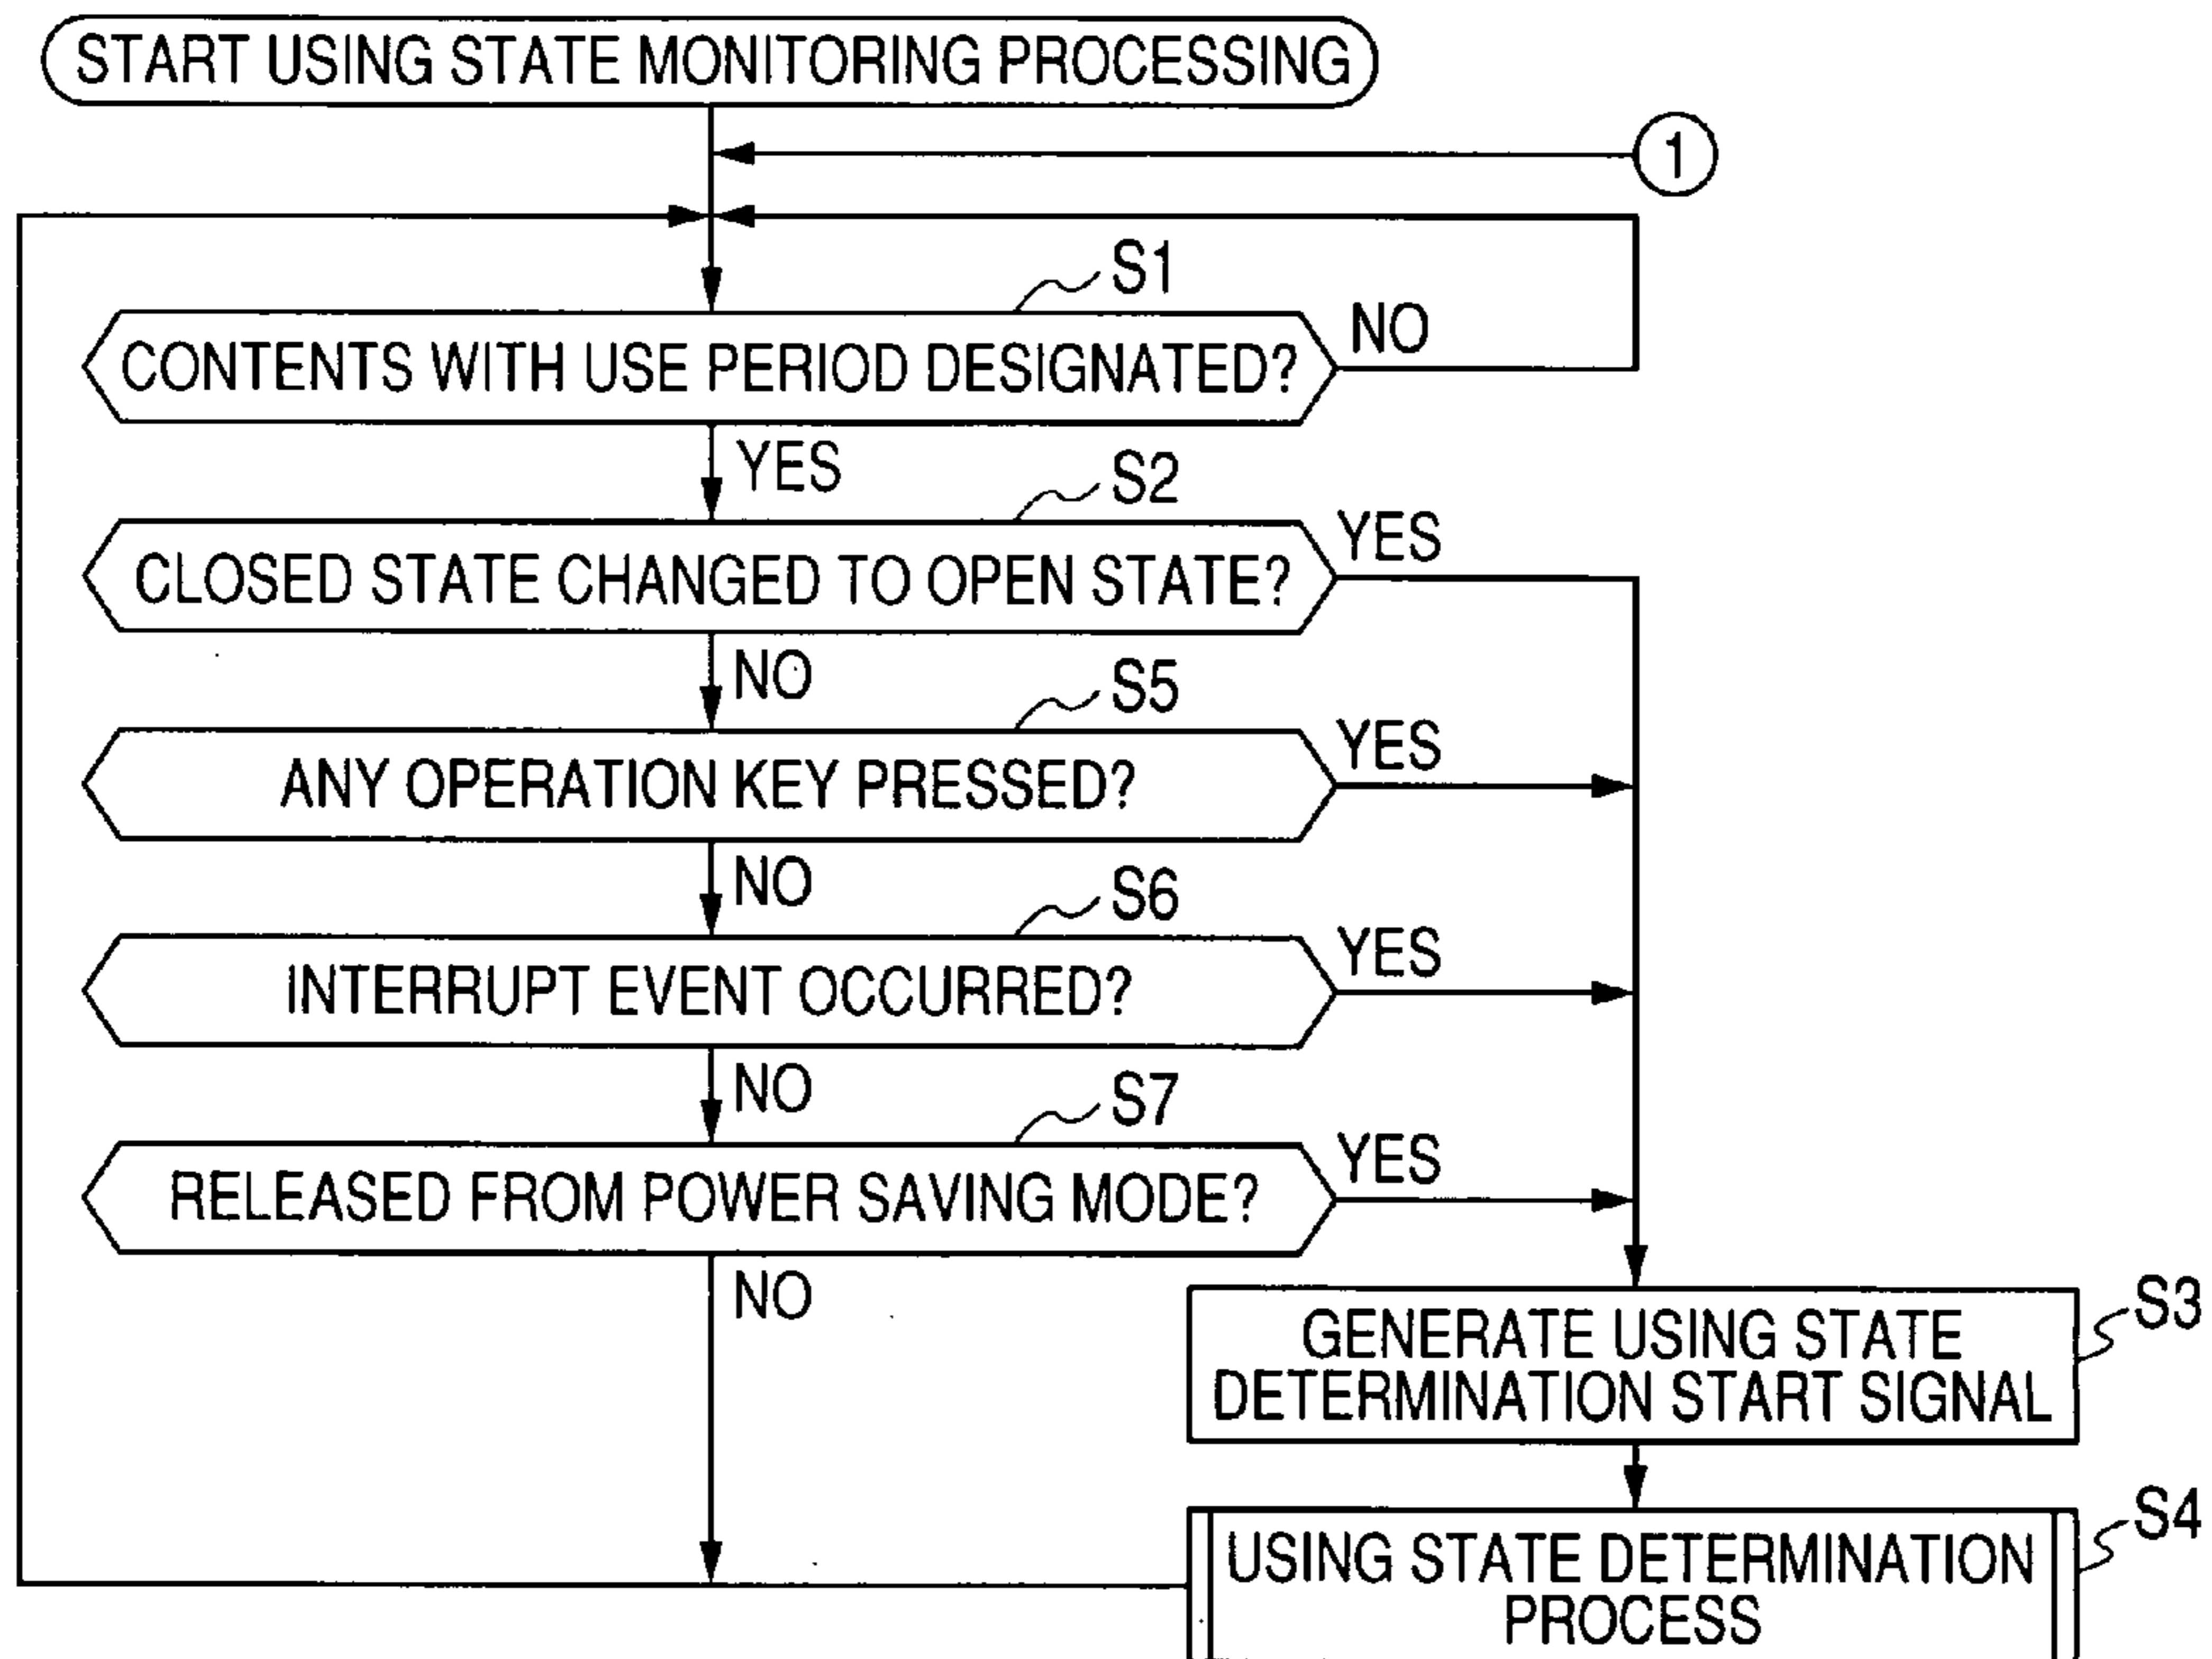 START USING STATE MONITORING PROCESSING
1
S1
CONTENTS WITH USE PERIOD DESIGNATED?
NO
YES
S2
CLOSED STATE CHANGED TO OPEN STATE?
YES
NO
S5
ANY OPERATION KEY PRESSED?
YES
NO
S6
INTERRUPT EVENT OCCURRED?
YES
NO
S7
RELEASED FROM POWER SAVING MODE?
YES
NO
S3
GENERATE USING STATE
DETERMINATION START SIGNAL
S4
USING STATE DETERMINATION
PROCESS